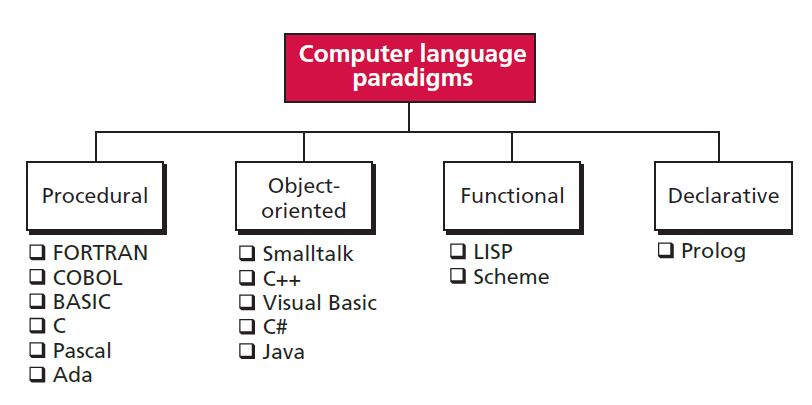 Computer language
paradigms
Procedural
Object-
oriented
Functional
Declarative
FORTRAN
COBOL
BASIC
C
Pascal
Ada
Smalltalk
C++
Visual Basic
C#
Java
LISP
Scheme
Prolog